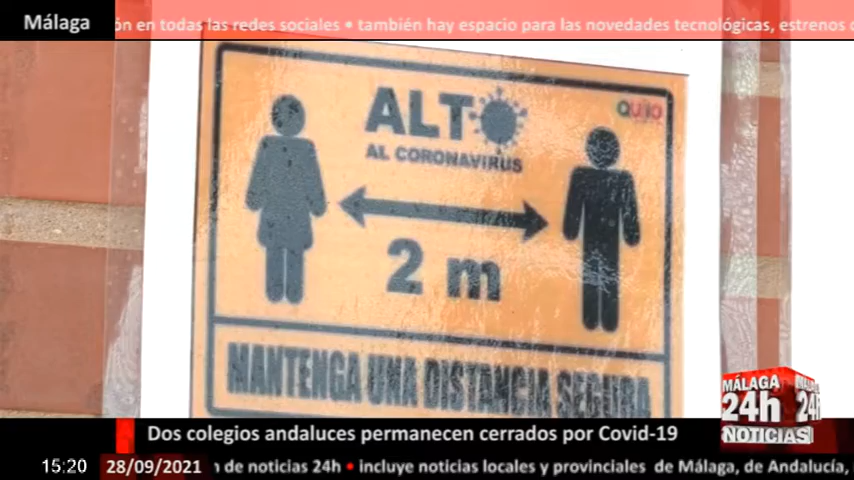 Málaga
ón en todas las redes sociales • también hay espacio para las novedades tecnológicas, estrenos
ALTO
AL CORONAVIRUS
2 m
MANTENGA UNA DISTANCIA SEGURA
MÁLAGA
24h
NOTICIAS
Dos colegios andaluces permanecen cerrados por Covid-19
15:20
28/09/2021
n de noticias 24h • incluye noticias locales y provinciales de Málaga, de Andalucía,